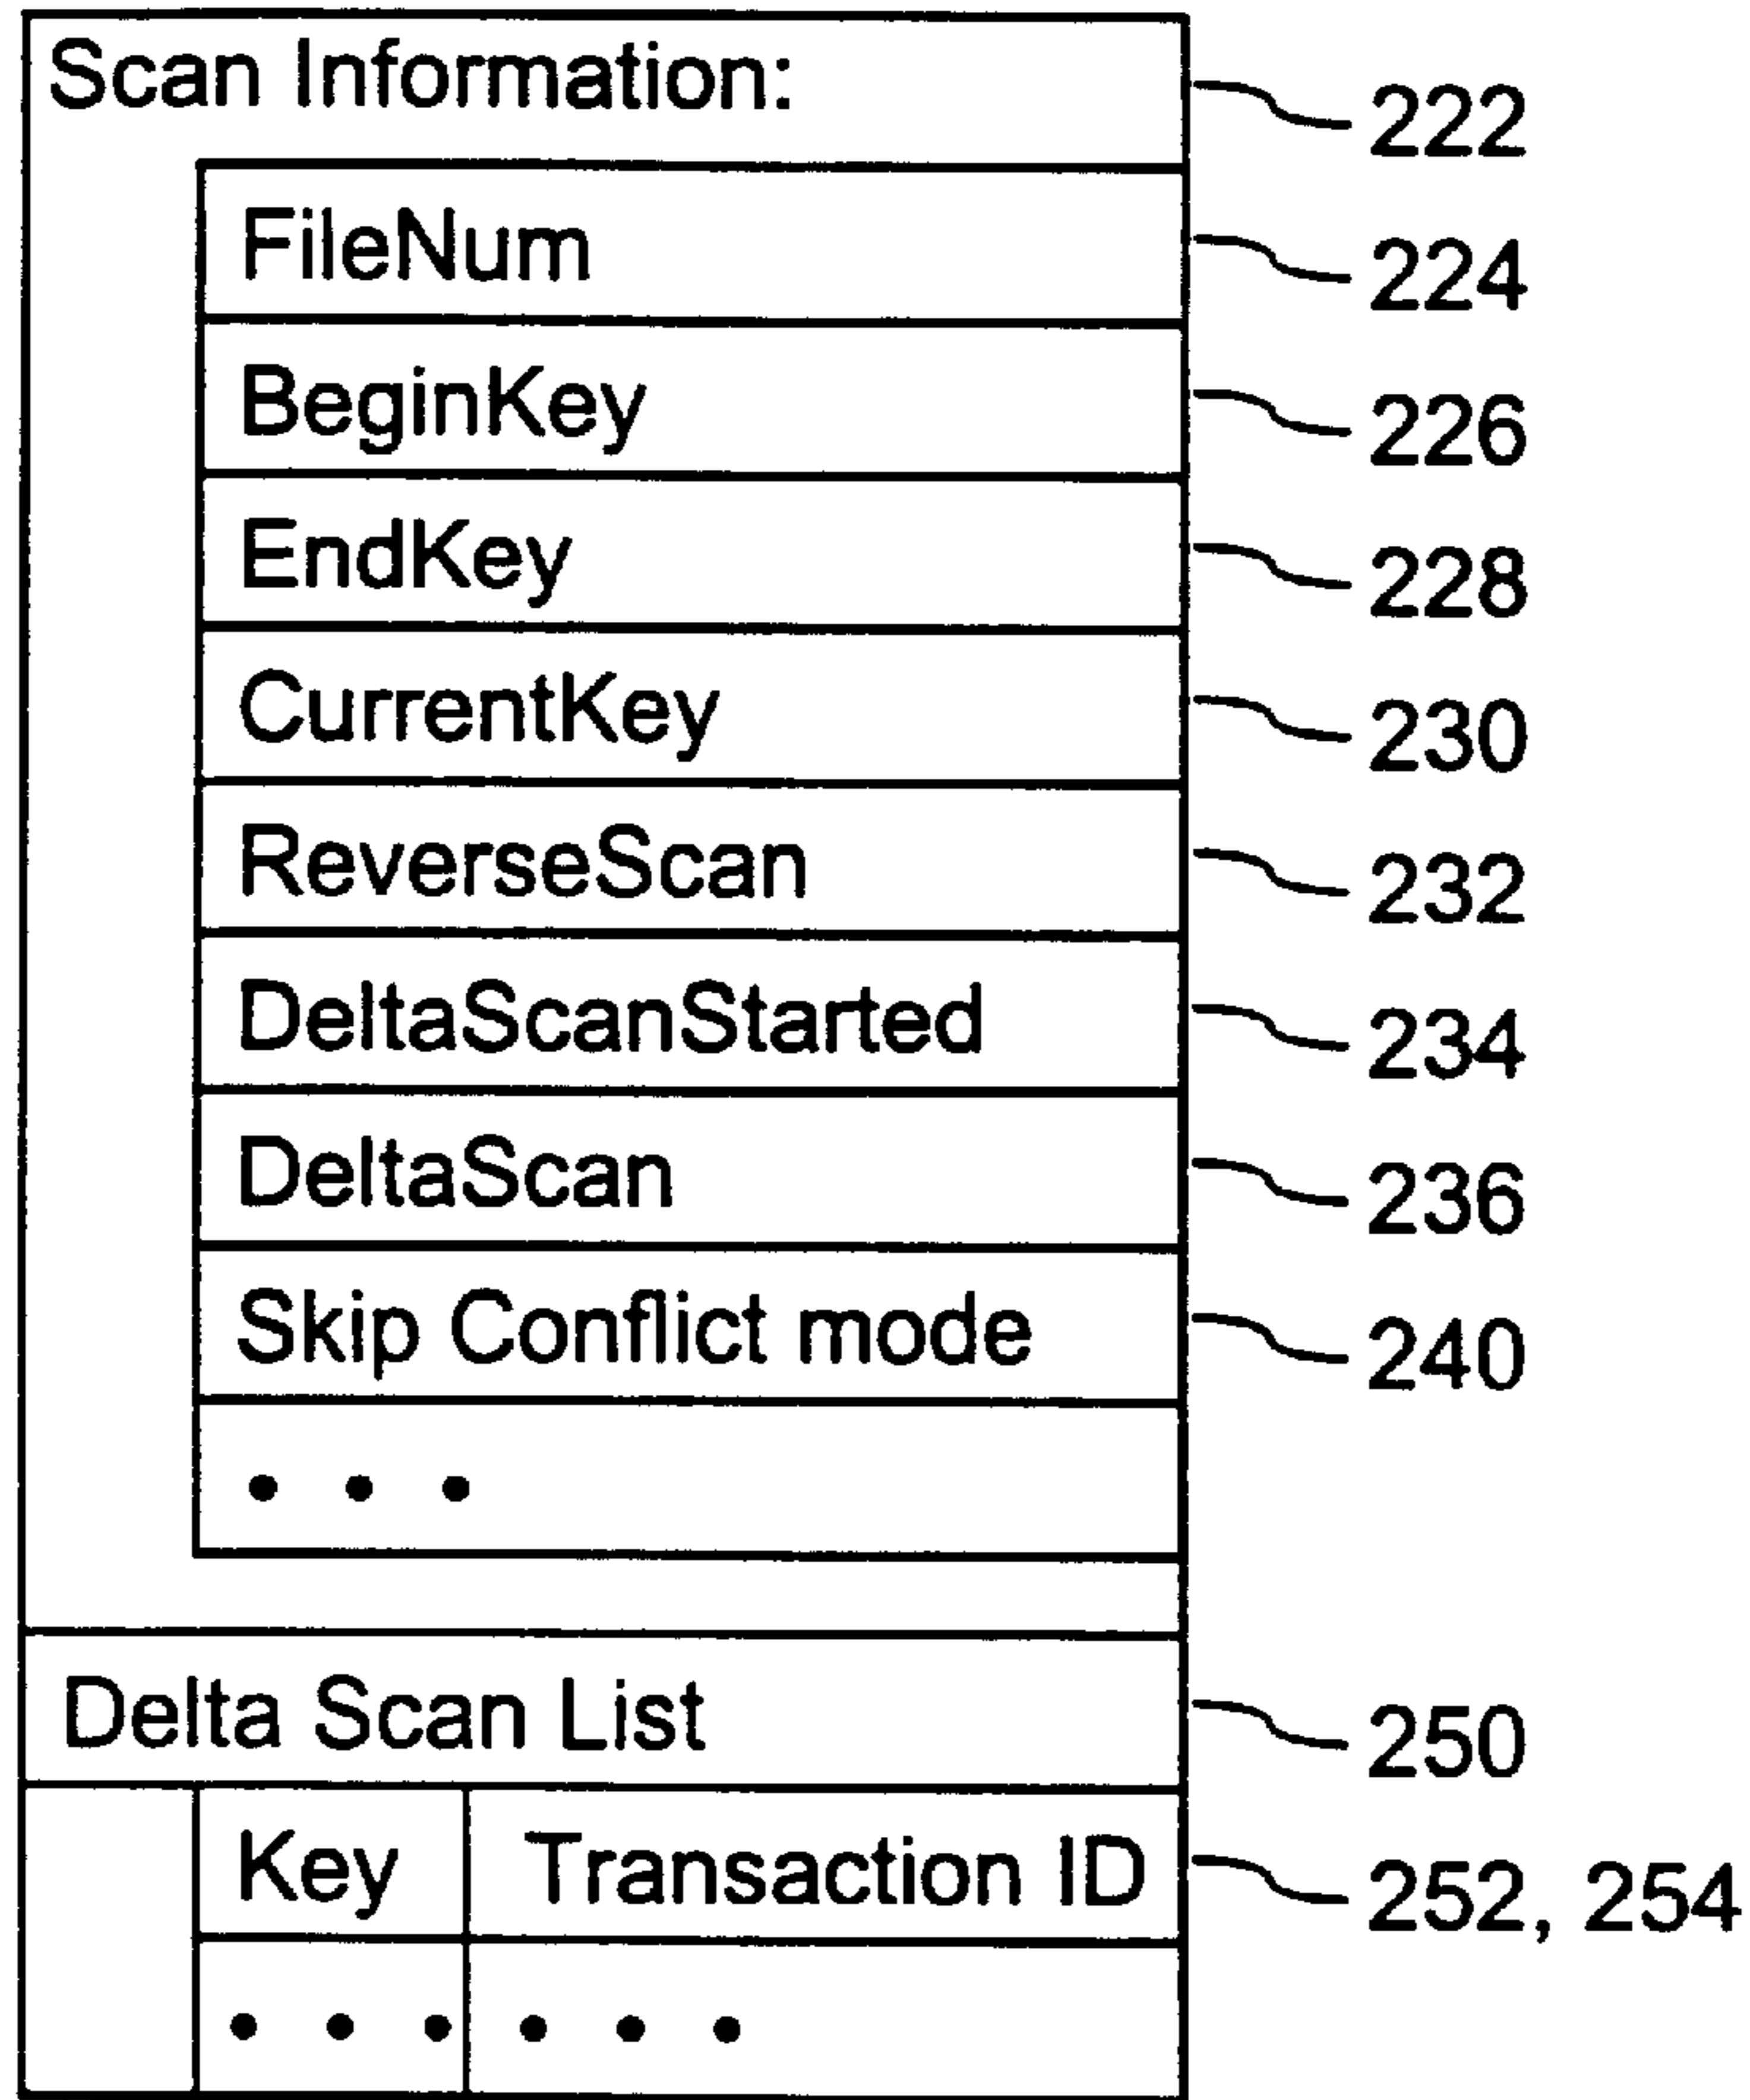 Scan Information: 222
FileNum 224
BeginKey 226
EndKey 228
CurrentKey 230
ReverseScan 232
DeltaScanStarted 234
DeltaScan 236
Skip Conflict mode 240
• • •
Delta Scan List 250
Key Transaction ID 252, 254
• • • • • •